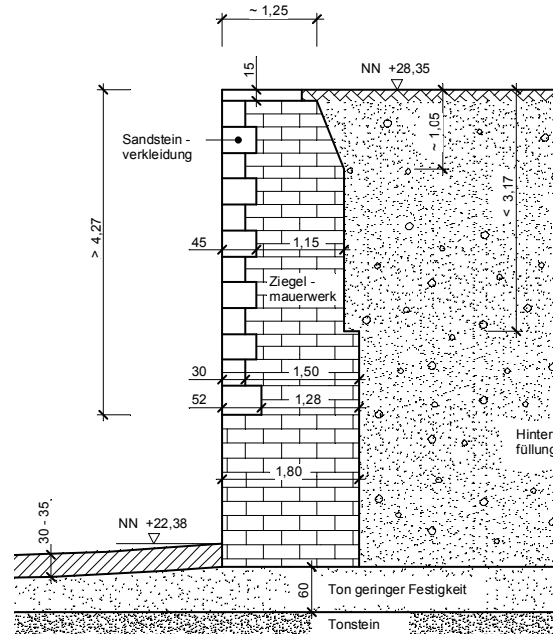 ~ 1,25
NN +28,35
15
~ 1,05
< 3,17
Sandstein -
verkleidung
> 4,27
45
1,15
Ziegel -
mauerwerk
30
1,50
52
1,28
Hinter
füllung
1,80
NN +22,38
30 - 35
60
Ton geringer Festigkeit
Tonstein